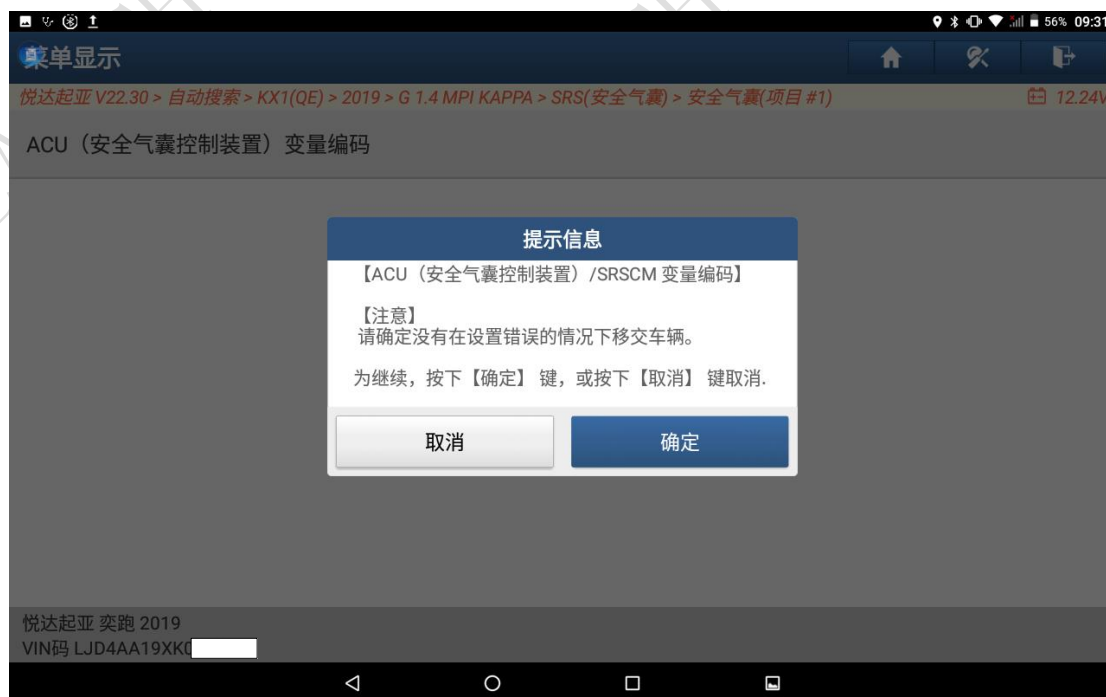 56% 09:31
菜单显示
悦达起亚 V22.30 > 自动搜索 > KX1(QE) > 2019 > G 1.4 MPI KAPPA > SRS(安全气囊) > 安全气囊(项目 #1) 12.24V
ACU（安全气囊控制装置）变量编码
提示信息
【ACU（安全气囊控制装置）/SRSCM 变量编码】
【注意】
请确定没有在设置错误的情况下移交车辆。
为继续，按下【确定】 键，或按下【取消】 键取消.
取消 确定
悦达起亚 奕跑 2019
VIN码 LJD4AA19XK